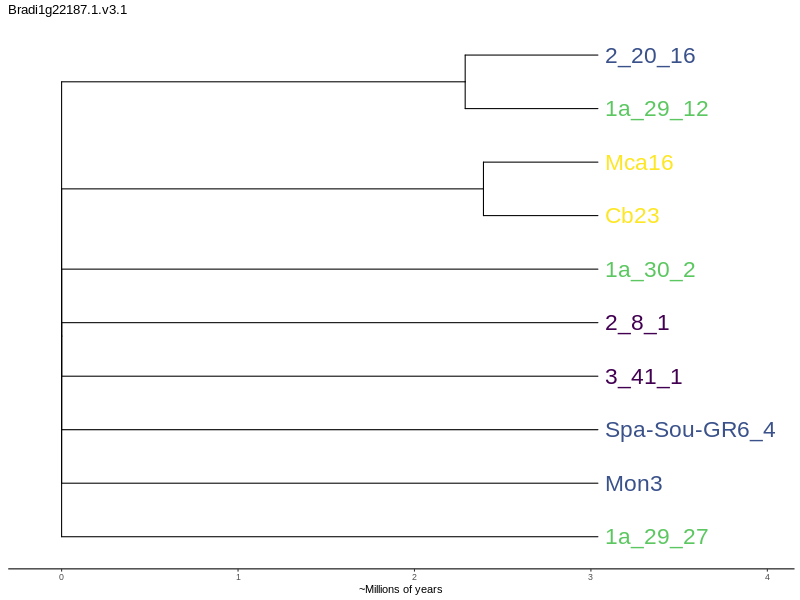 Bradi1g22187.1.v3.1
2_20_16
1a_29_12
Mca16
Cb23
1a_30_2
2_8_1
3_41_1
Spa-Sou-GR6_4
Mon3
1a_29_27
0 1 2 3 4
~Millions of years